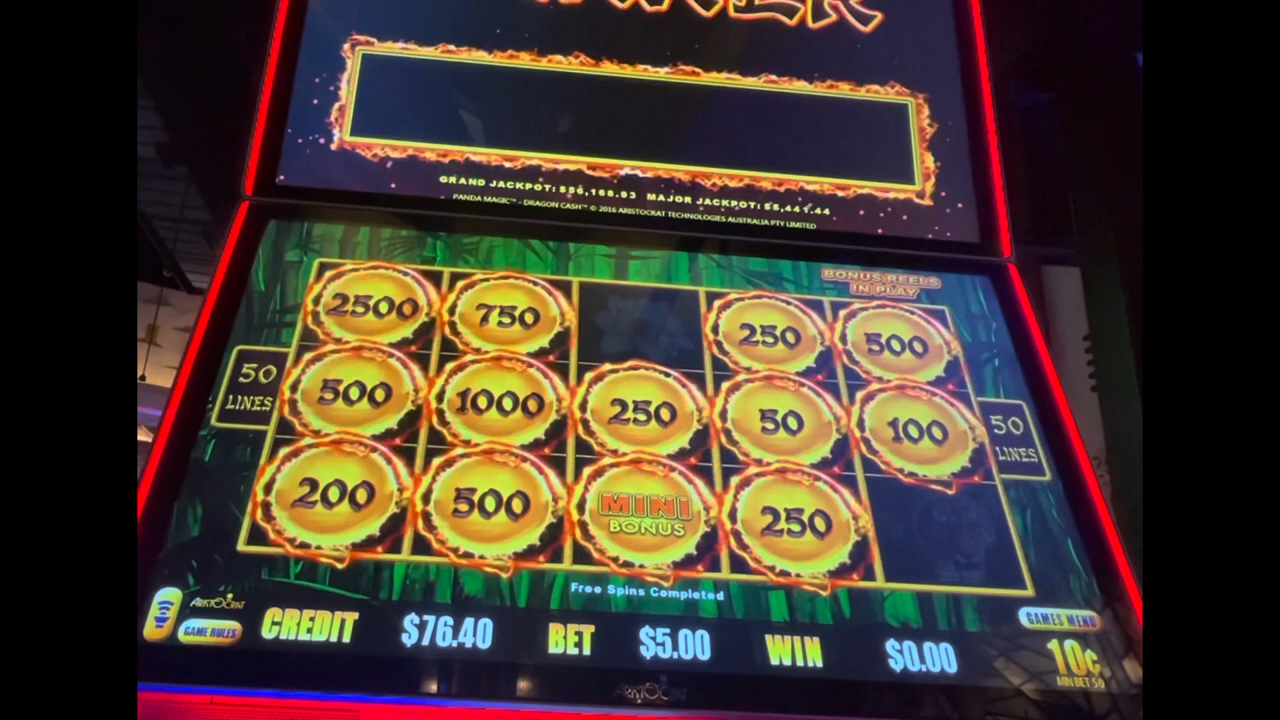 GRAND JACKPOT: $56,168.93 MAJOR JACKPOT: $5,441.44
PANDA MAGIC™ - DRAGON CASH™ © 2016 ARISTOCRAT TECHNOLOGIES AUSTRALIA PTY LIMITED
BONUS REELS
IN PLAY
2500 750 250 500
50
LINES
500 1000 250 50 100
50
LINES
200 500 MINI
BONUS 250
Free Spins Completed
ARISTOCRAT
GAME RULES
CREDIT $76.40 BET $5.00 WIN $0.00
GAMES MENU
10¢
MIN BET 50
ARISTOCRAT